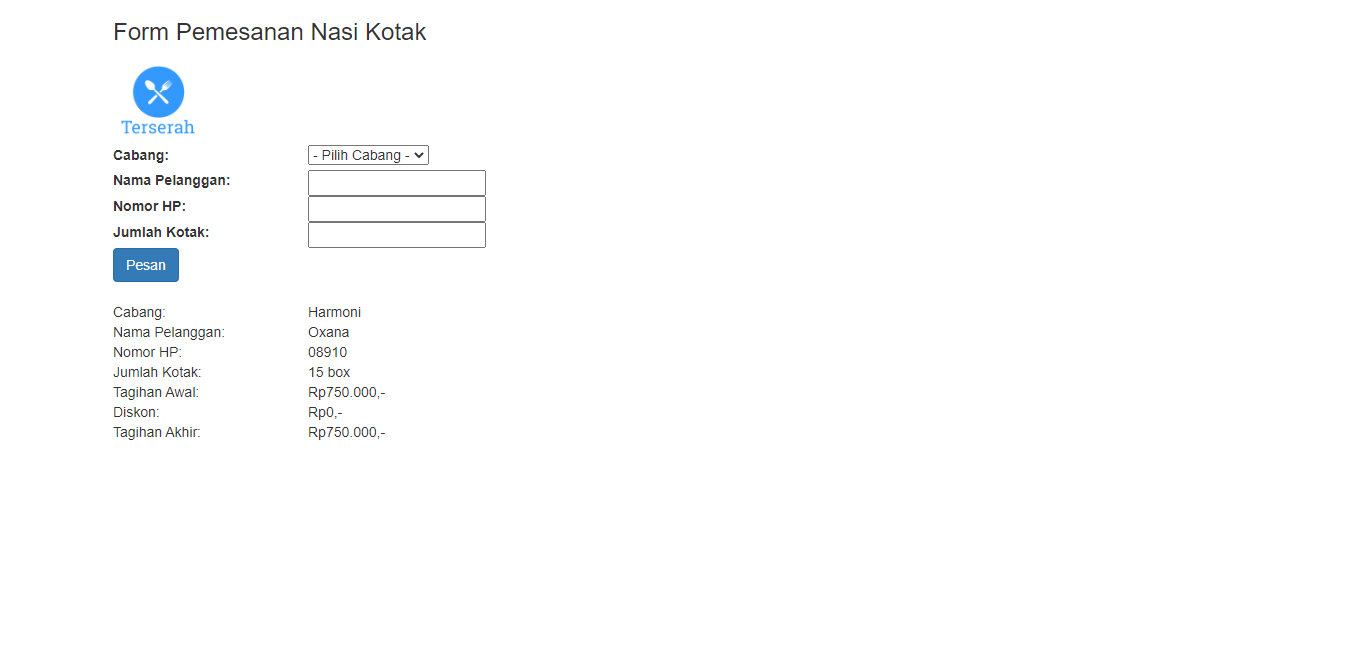 Form Pemesanan Nasi Kotak
Terserah
Cabang: - Pilih Cabang -
Nama Pelanggan:
Nomor HP:
Jumlah Kotak:
Pesan
Cabang: Harmoni
Nama Pelanggan: Oxana
Nomor HP: 08910
Jumlah Kotak: 15 box
Tagihan Awal: Rp750.000,-
Diskon: Rp0,-
Tagihan Akhir: Rp750.000,-